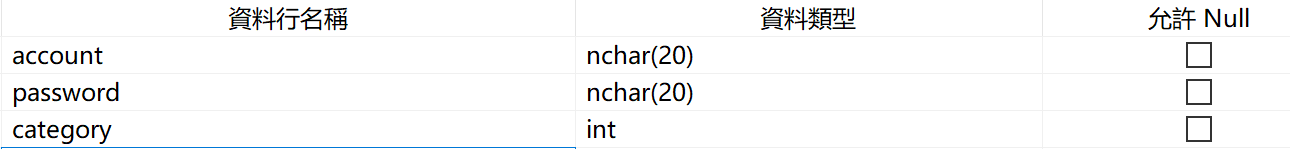 資料行名稱 資料類型 允許 Null
account nchar(20)
password nchar(20)
category int